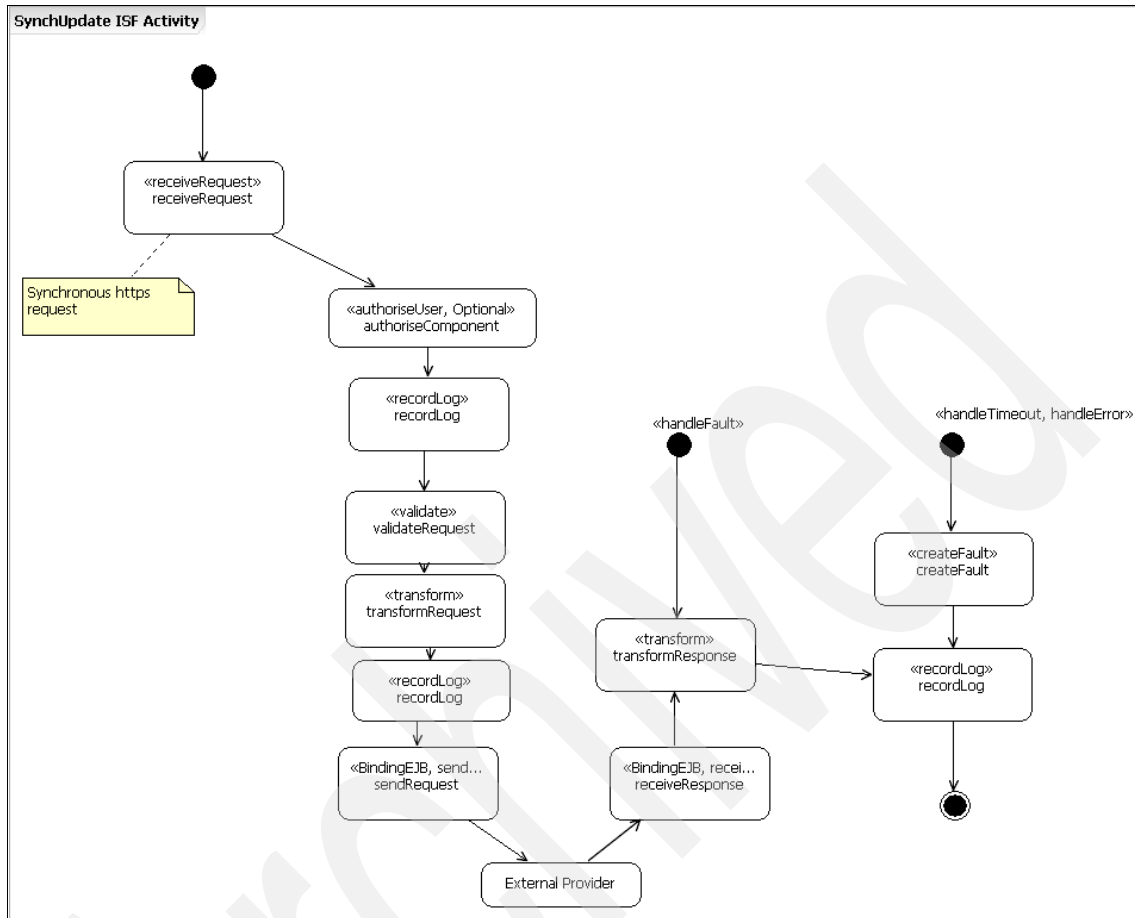 SynchUpdate ISF Activity
«receiveRequest»
receiveRequest
Synchronous https
request
«authoriseUser, Optional»
authoriseComponent
«recordLog»
recordLog
«validate»
validateRequest
«transform»
transformRequest
«recordLog»
recordLog
«BindingEJB, send...
sendRequest
External Provider
«handleFault»
«transform»
transformResponse
«BindingEJB, recei...
receiveResponse
«handleTimeout, handleError»
«createFault»
createFault
«recordLog»
recordLog
Archived